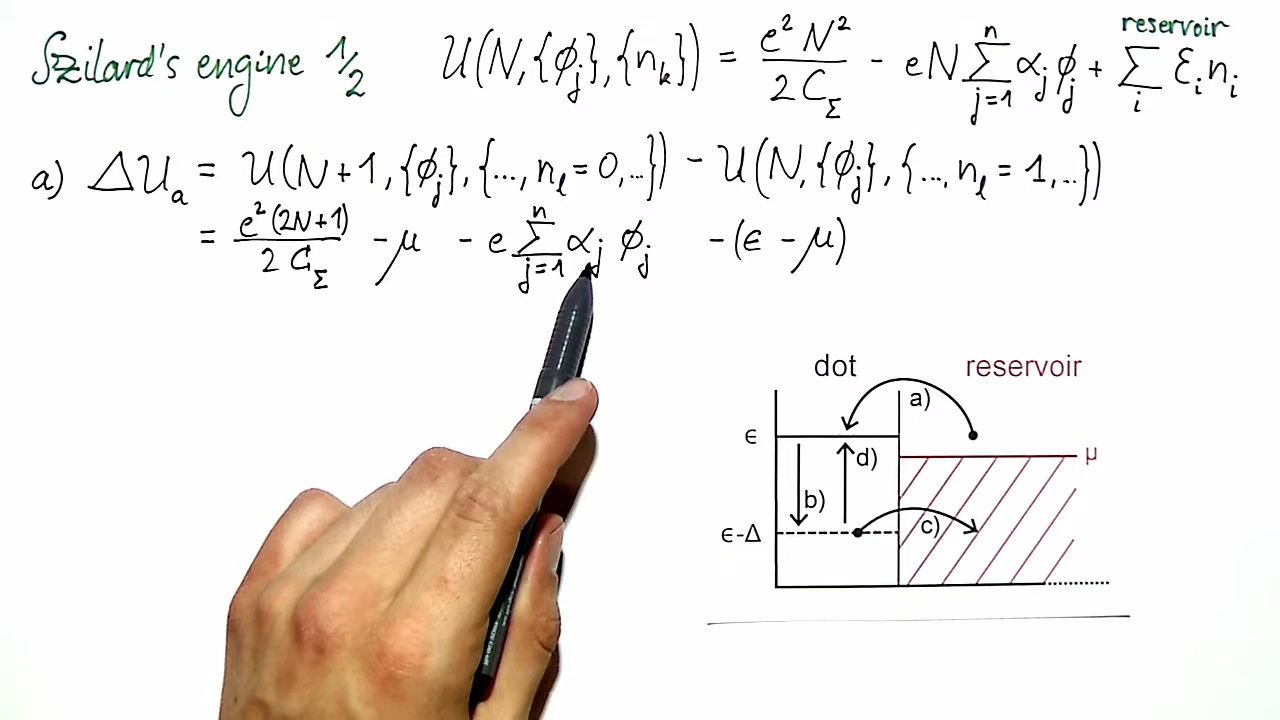 Szilard's engine 1/2
U(N,{ϕ_j},{n_k}) = e²N²/2C_Σ - eN Σ_{j=1}^{n} α_j ϕ_j + Σ_i^{reservoir} ε_i n_i
a) ΔU_a = U(N+1,{ϕ_j},{...,n_ℓ=0,...}) - U(N,{ϕ_j},{...,n_ℓ=1,...})
= e²(2N+1)/2C_Σ -μ - e Σ_{j=1}^{n} α_j ϕ_j -(ϵ - μ)
dot reservoir
a)
ϵ
μ
d)
b)
c)
ϵ-Δ